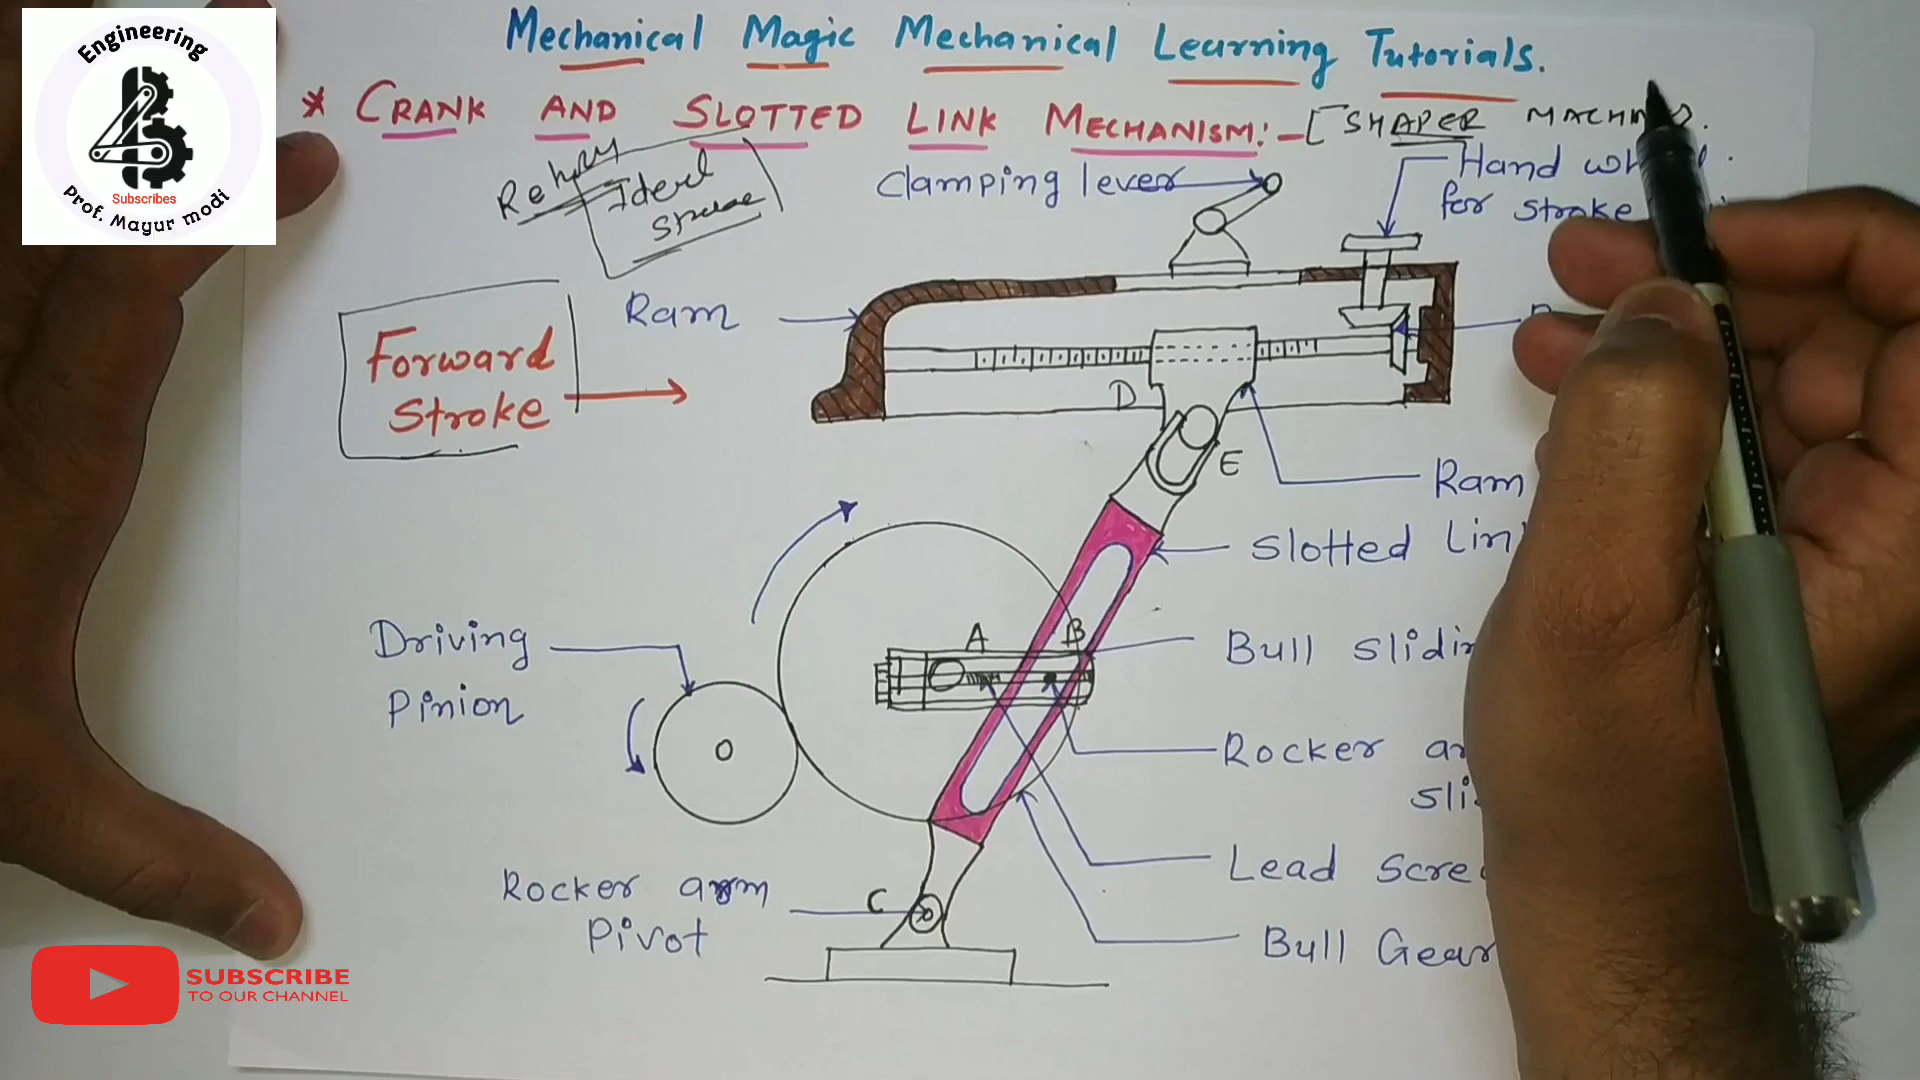 Engineering
Subscribes
Prof. Mayur modi
Mechanical Magic Mechanical Learning Tutorials.
* CRANK AND SLOTTED LINK MECHANISM:- [SHAPER
Clamping lever
Hand
for stroke
Ideal
Forward
Stroke
Ram
D
E
Ram
Slotted
A
B
Bull
Driving
Pinion
Rocker
Lead
Rocker arm
Pivot
C
Bull Gear
SUBSCRIBE
TO OUR CHANNEL